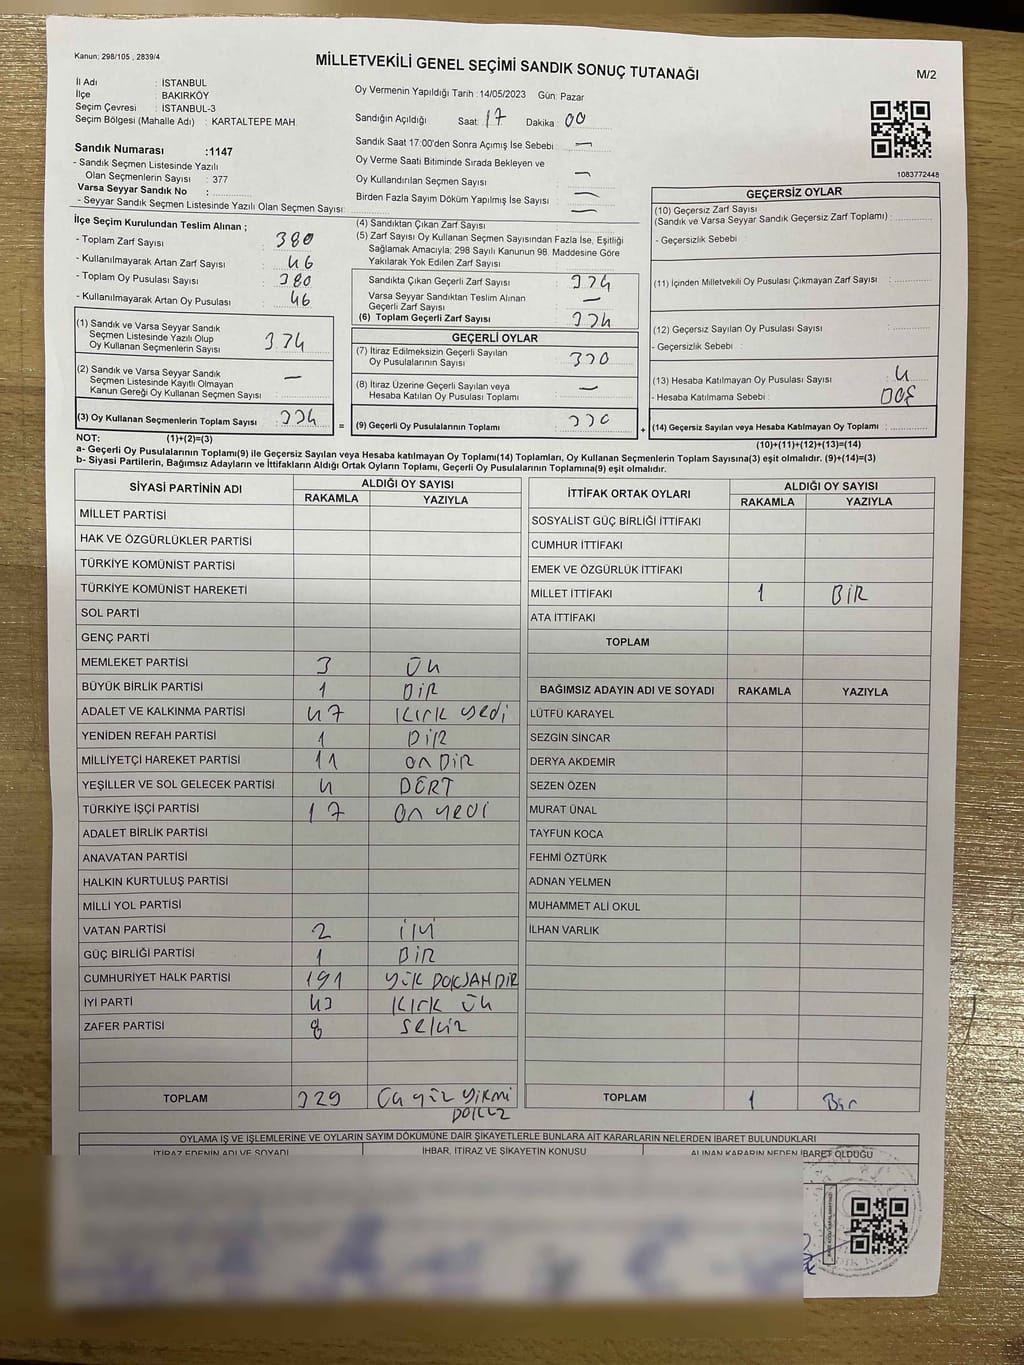 Kanun; 298/105 , 2839/4
MİLLETVEKİLİ GENEL SEÇİMİ SANDIK SONUÇ TUTANAĞI
M/2
İl Adı : İSTANBUL
İlçe : BAKIRKÖY
Seçim Çevresi : İSTANBUL-3
Seçim Bölgesi (Mahalle Adı) : KARTALTEPE MAH.
Oy Vermenin Yapıldığı Tarih :14/05/2023 Gün: Pazar
Sandığın Açıldığı Saat 17 Dakika 00
Sandık Saat 17:00'den Sonra Açımış İse Sebebi : —
Oy Verme Saati Bitiminde Sırada Bekleyen ve
Oy Kullandırılan Seçmen Sayısı : —
Birden Fazla Sayım Döküm Yapılmış İse Sayısı : —
1083772448
Sandık Numarası :1147
- Sandık Seçmen Listesinde Yazılı
Olan Seçmenlerin Sayısı : 377
Varsa Seyyar Sandık No :
- Seyyar Sandık Seçmen Listesinde Yazılı Olan Seçmen Sayısı: —
İlçe Seçim Kurulundan Teslim Alınan ;
- Toplam Zarf Sayısı : 380
- Kullanılmayarak Artan Zarf Sayısı : 46
- Toplam Oy Pusulası Sayısı : 380
- Kullanılmayarak Artan Oy Pusulası : 46
(1) Sandık ve Varsa Seyyar Sandık
Seçmen Listesinde Yazılı Olup
Oy Kullanan Seçmenlerin Sayısı : 334
(2) Sandık ve Varsa Seyyar Sandık
Seçmen Listesinde Kayıtlı Olmayan
Kanun Gereği Oy Kullanan Seçmen Sayısı : —
(3) Oy Kullanan Seçmenlerin Toplam Sayısı : 334
(4) Sandıktan Çıkan Zarf Sayısı :
(5) Zarf Sayısı Oy Kullanan Seçmen Sayısından Fazla İse, Eşitliği
Sağlamak Amacıyla; 298 Sayılı Kanunun 98. Maddesine Göre
Yakılarak Yok Edilen Zarf Sayısı :
Sandıkta Çıkan Geçerli Zarf Sayısı : 334
Varsa Seyyar Sandıktan Teslim Alınan
Geçerli Zarf Sayısı : —
(6) Toplam Geçerli Zarf Sayısı : 334
GEÇERLİ OYLAR
(7) İtiraz Edilmeksizin Geçerli Sayılan
Oy Pusulalarının Sayısı : 330
(8) İtiraz Üzerine Geçerli Sayılan veya
Hesaba Katılan Oy Pusulası Toplamı : —
= (9) Geçerli Oy Pusulalarının Toplamı : 330 +
GEÇERSİZ OYLAR
(10) Geçersiz Zarf Sayısı
(Sandık ve Varsa Seyyar Sandık Geçersiz Zarf Toplamı) :
- Geçersizlik Sebebi :
(11) İçinden Milletvekili Oy Pusulası Çıkmayan Zarf Sayısı :
(12) Geçersiz Sayılan Oy Pusulası Sayısı :
- Geçersizlik Sebebi :
(13) Hesaba Katılmayan Oy Pusulası Sayısı : 4
- Hesaba Katılmama Sebebi :
(14) Geçersiz Sayılan veya Hesaba Katılmayan Oy Toplamı :
NOT: (1)+(2)=(3)
(10)+(11)+(12)+(13)=(14)
a- Geçerli Oy Pusulalarının Toplamı(9) ile Geçersiz Sayılan veya Hesaba Katılmayan Oy Toplamı(14) Toplamları, Oy Kullanan Seçmenlerin Toplam Sayısına(3) eşit olmalıdır. (9)+(14)=(3)
b- Siyasi Partilerin, Bağımsız Adayların ve İttifakların Aldığı Ortak Oyların Toplamı, Geçerli Oy Pusulalarının Toplamına(9) eşit olmalıdır.
SİYASİ PARTİNİN ADI ALDIĞI OY SAYISI
RAKAMLA YAZIYLA
MİLLET PARTİSİ
HAK VE ÖZGÜRLÜKLER PARTİSİ
TÜRKİYE KOMÜNİST PARTİSİ
TÜRKİYE KOMÜNİST HAREKETİ
SOL PARTİ
GENÇ PARTİ
MEMLEKET PARTİSİ 3 Üç
BÜYÜK BİRLİK PARTİSİ 1 BİR
ADALET VE KALKINMA PARTİSİ 47 kırk yedi
YENİDEN REFAH PARTİSİ 1 BİR
MİLLİYETÇİ HAREKET PARTİSİ 11 on BİR
YEŞİLLER VE SOL GELECEK PARTİSİ 4 DÖRT
TÜRKİYE İŞÇİ PARTİSİ 17 On yedi
ADALET BİRLİK PARTİSİ
ANAVATAN PARTİSİ
HALKIN KURTULUŞ PARTİSİ
MİLLİ YOL PARTİSİ
VATAN PARTİSİ 2 iki
GÜÇ BİRLİĞİ PARTİSİ 1 BİR
CUMHURİYET HALK PARTİSİ 191 yüz DOKSAN BİR
İYİ PARTİ 43 kırk üç
ZAFER PARTİSİ 8 sekiz
TOPLAM 329 Üç yüz yirmi
DOKUZ
İTTİFAK ORTAK OYLARI ALDIĞI OY SAYISI
RAKAMLA YAZIYLA
SOSYALİST GÜÇ BİRLİĞİ İTTİFAKI
CUMHUR İTTİFAKI
EMEK VE ÖZGÜRLÜK İTTİFAKI
MİLLET İTTİFAKI 1 BİR
ATA İTTİFAKI
TOPLAM
BAĞIMSIZ ADAYIN ADI VE SOYADI RAKAMLA YAZIYLA
LÜTFÜ KARAYEL
SEZGİN SİNCAR
DERYA AKDEMİR
SEZEN ÖZEN
MURAT ÜNAL
TAYFUN KOCA
FEHMİ ÖZTÜRK
ADNAN YELMEN
MUHAMMET ALİ OKUL
İLHAN VARLIK
TOPLAM 1 Bir
OYLAMA İŞ VE İŞLEMLERİNE VE OYLARIN SAYIM DÖKÜMÜNE DAİR ŞİKAYETLERLE BUNLARA AİT KARARLARIN NELERDEN İBARET BULUNDUKLARI
İTİRAZ EDENİN ADI VE SOYADI İHBAR, İTİRAZ VE ŞİKAYETİN KONUSU ALINAN KARARIN NEDEN İBARET OLDUĞU